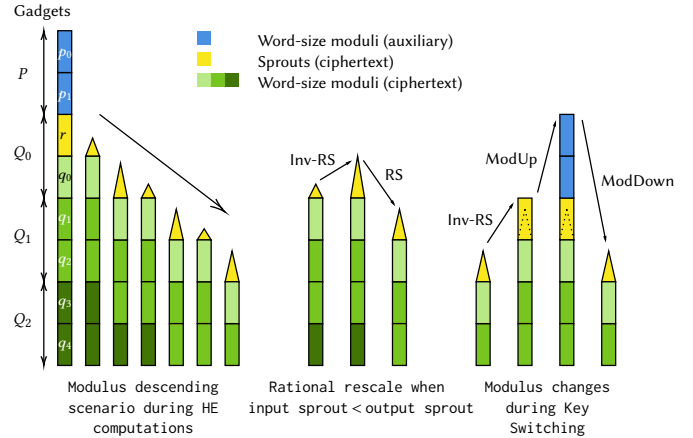 Gadgets
Word-size moduli (auxiliary)
Sprouts (ciphertext)
Word-size moduli (ciphertext)
P
Q0
Q1
Q2
p0
p1
r
q0
q1
q2
q3
q4
Inv-RS
RS
Inv-RS
ModUp
ModDown
Modulus descending
scenario during HE
computations
Rational rescale when
input sprout < output sprout
Modulus changes
during Key
Switching